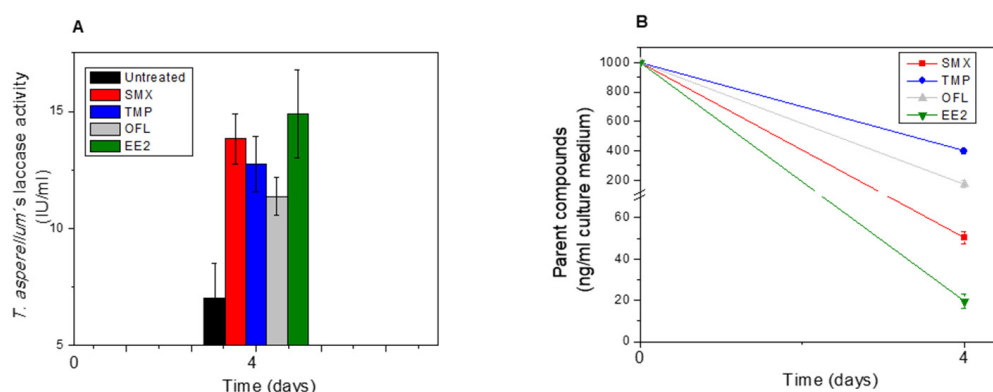 A
T. asperellum´s laccase activity
(IU/ml)
15
10
5
Untreated
SMX
TMP
OFL
EE2
0
4
Time (days)
B
Parent compounds
(ng/ml culture medium)
1000
800
600
400
200
60
40
20
0
SMX
TMP
OFL
EE2
0
4
Time (days)